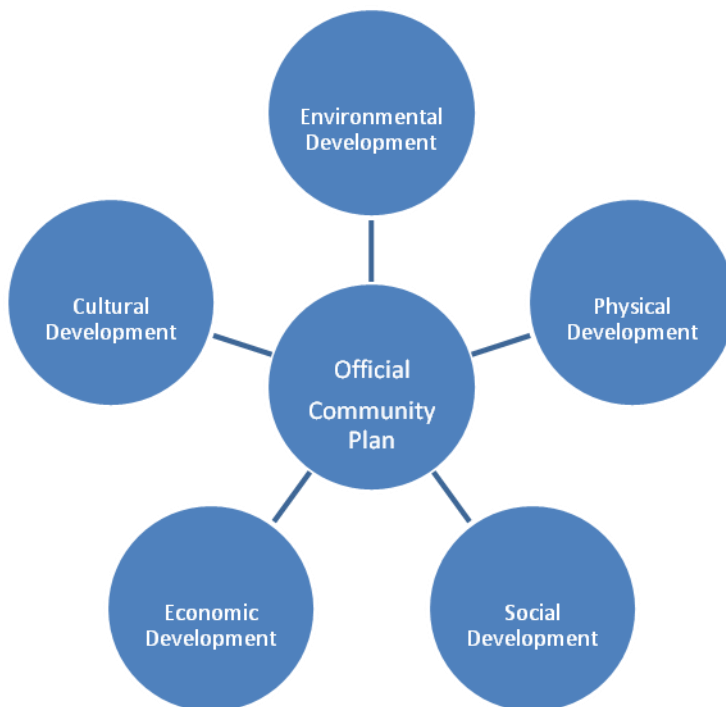 Environmental
Development
Cultural
Development
Physical
Development
Official
Community
Plan
Economic
Development
Social
Development